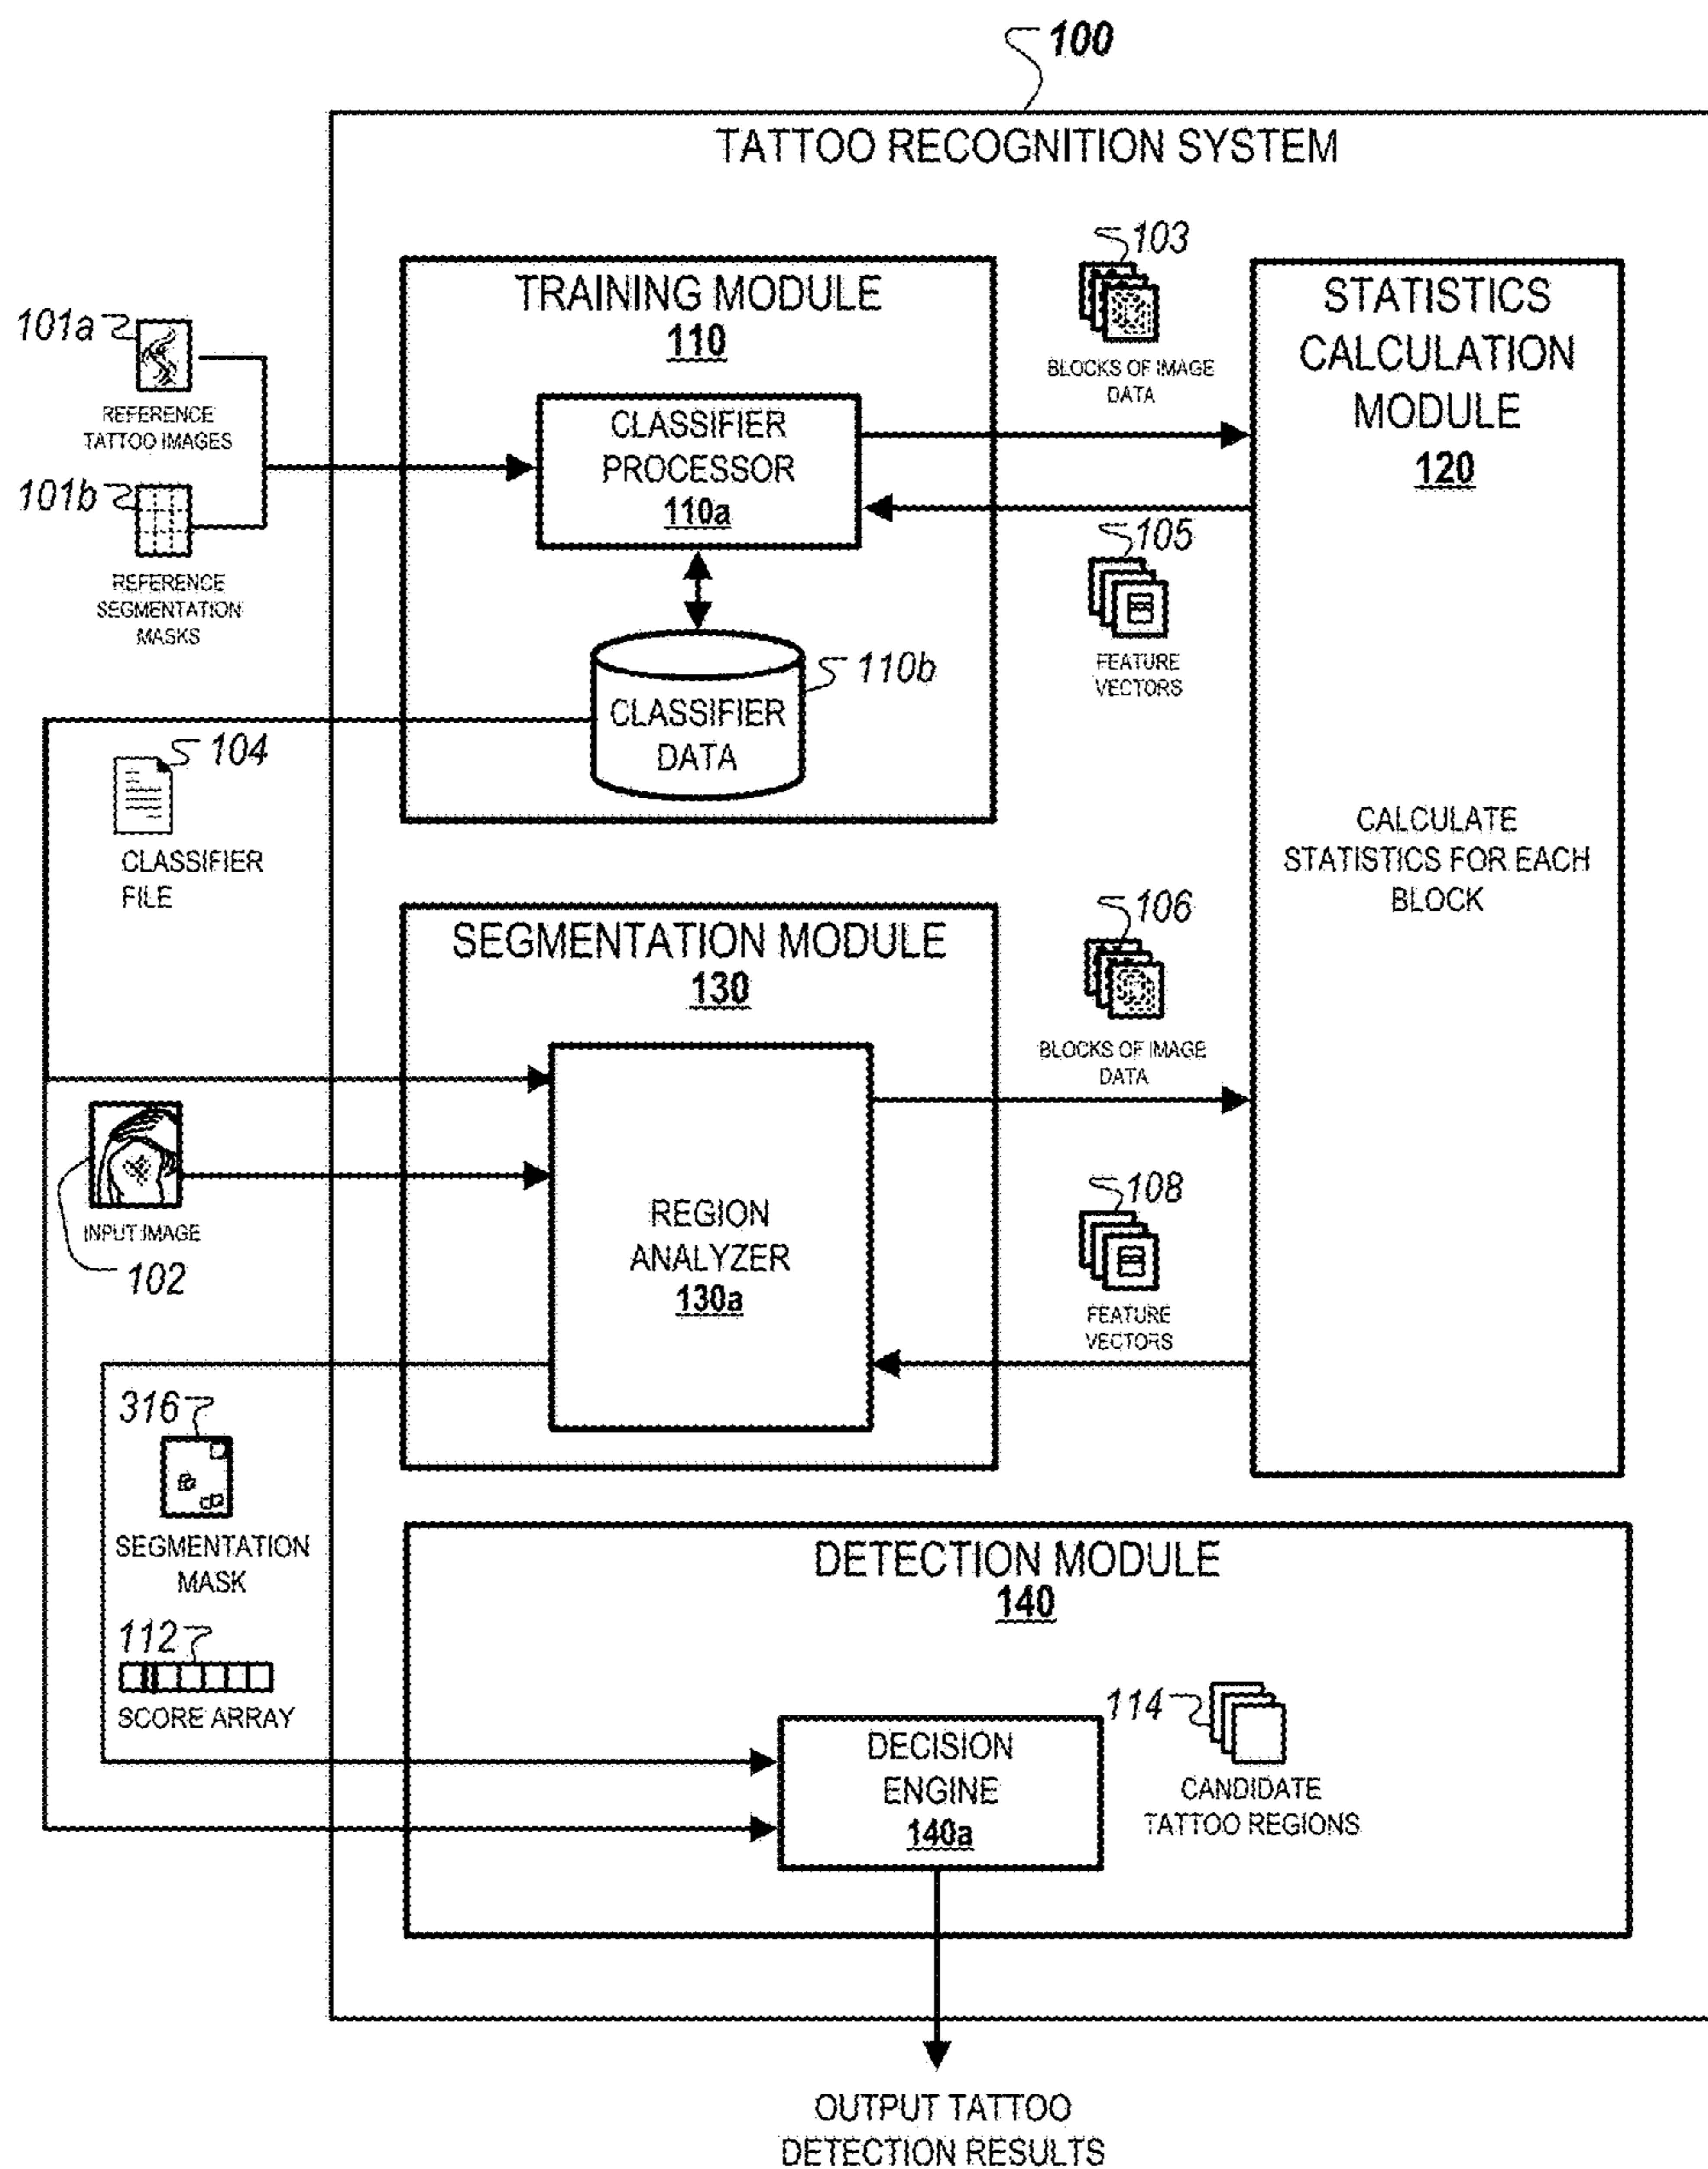 100
TATTOO RECOGNITION SYSTEM
101a
REFERENCE
TATTOO IMAGES
101b
REFERENCE
SEGMENTATION
MASKS
TRAINING MODULE
110
CLASSIFIER
PROCESSOR
110a
110b
CLASSIFIER
DATA
103
BLOCKS OF IMAGE
DATA
105
FEATURE
VECTORS
STATISTICS
CALCULATION
MODULE
120
CALCULATE
STATISTICS FOR EACH
BLOCK
104
CLASSIFIER
FILE
SEGMENTATION MODULE
130
REGION
ANALYZER
130a
106
BLOCKS OF IMAGE
DATA
108
FEATURE
VECTORS
INPUT IMAGE
102
316
SEGMENTATION
MASK
112
SCORE ARRAY
DETECTION MODULE
140
DECISION
ENGINE
140a
114
CANDIDATE
TATTOO REGIONS
OUTPUT TATTOO
DETECTION RESULTS